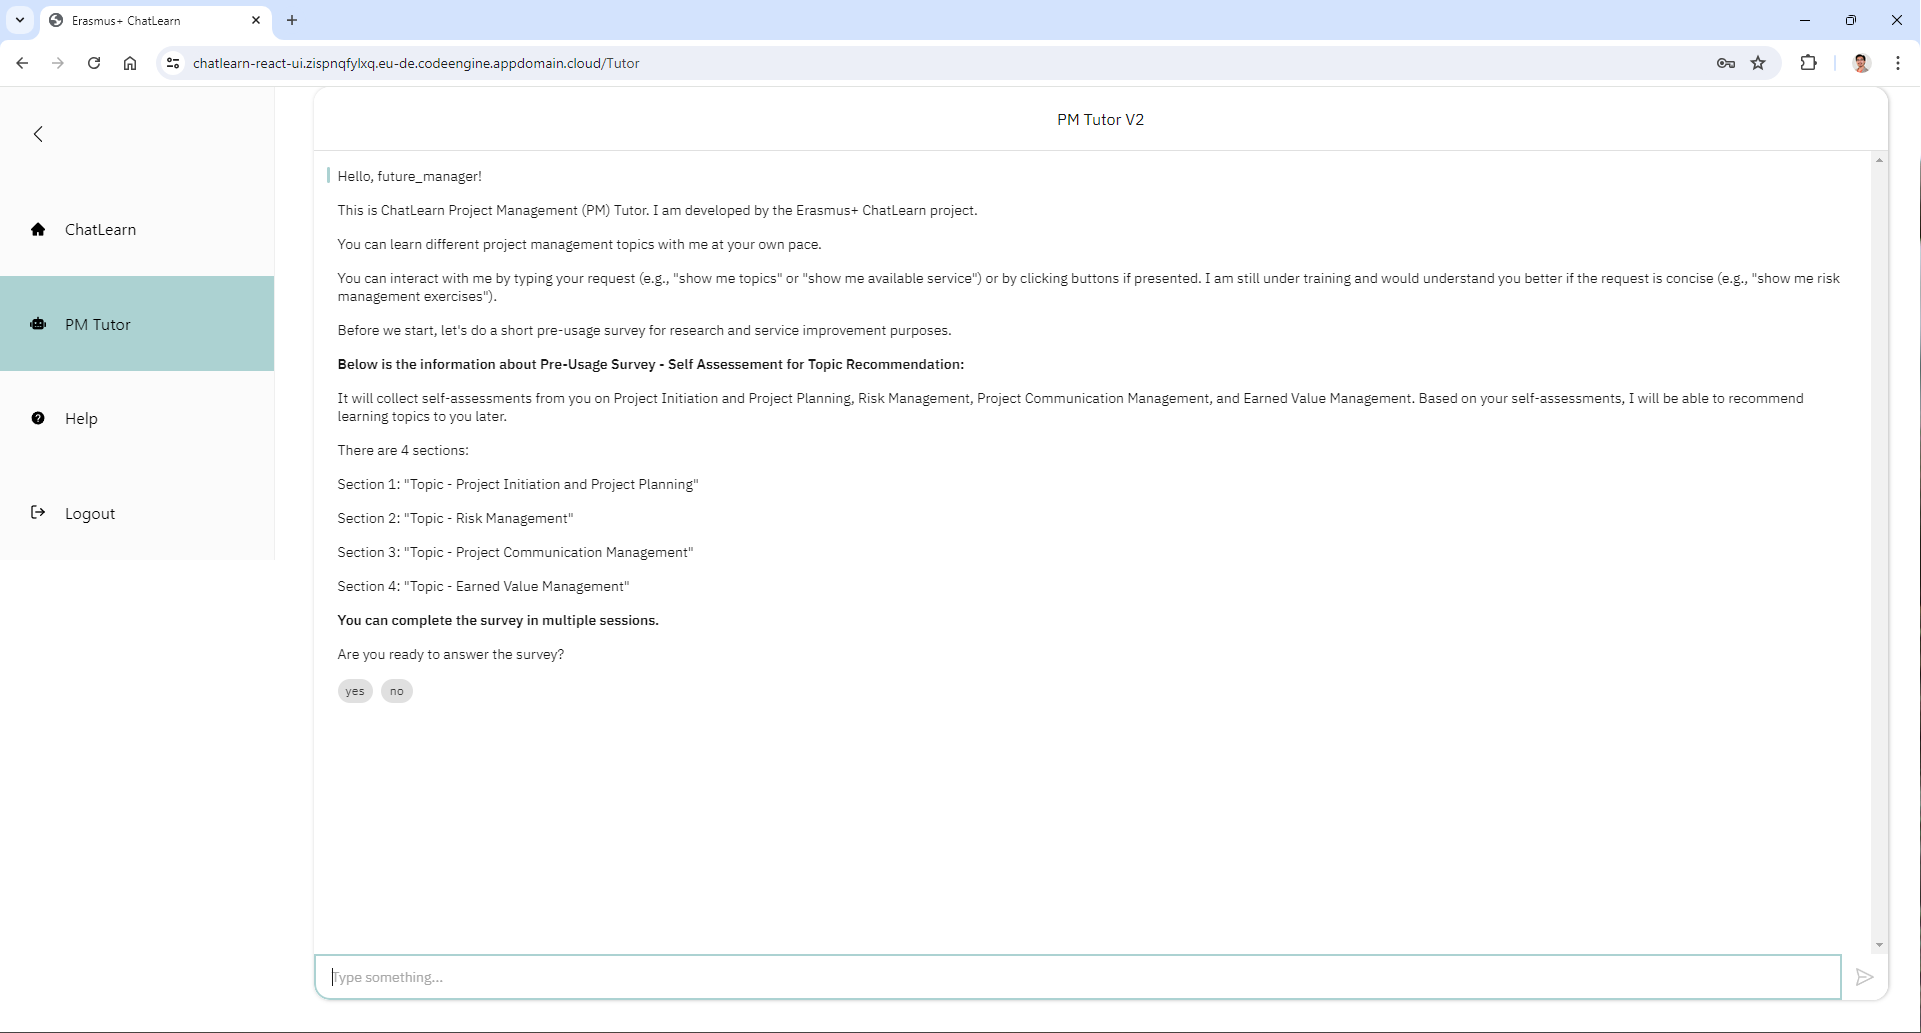 Erasmus+ ChatLearn
chatlearn-react-ui.zispnqfylxq.eu-de.codeengine.appdomain.cloud/Tutor
ChatLearn
PM Tutor
Help
Logout
PM Tutor V2
Hello, future_manager!
This is ChatLearn Project Management (PM) Tutor. I am developed by the Erasmus+ ChatLearn project.
You can learn different project management topics with me at your own pace.
You can interact with me by typing your request (e.g., "show me topics" or "show me available service") or by clicking buttons if presented. I am still under training and would understand you better if the request is concise (e.g., "show me risk
management exercises").
Before we start, let's do a short pre-usage survey for research and service improvement purposes.
Below is the information about Pre-Usage Survey - Self Assessement for Topic Recommendation:
It will collect self-assessments from you on Project Initiation and Project Planning, Risk Management, Project Communication Management, and Earned Value Management. Based on your self-assessments, I will be able to recommend
learning topics to you later.
There are 4 sections:
Section 1: "Topic - Project Initiation and Project Planning"
Section 2: "Topic - Risk Management"
Section 3: "Topic - Project Communication Management"
Section 4: "Topic - Earned Value Management"
You can complete the survey in multiple sessions.
Are you ready to answer the survey?
yes no
Type something...